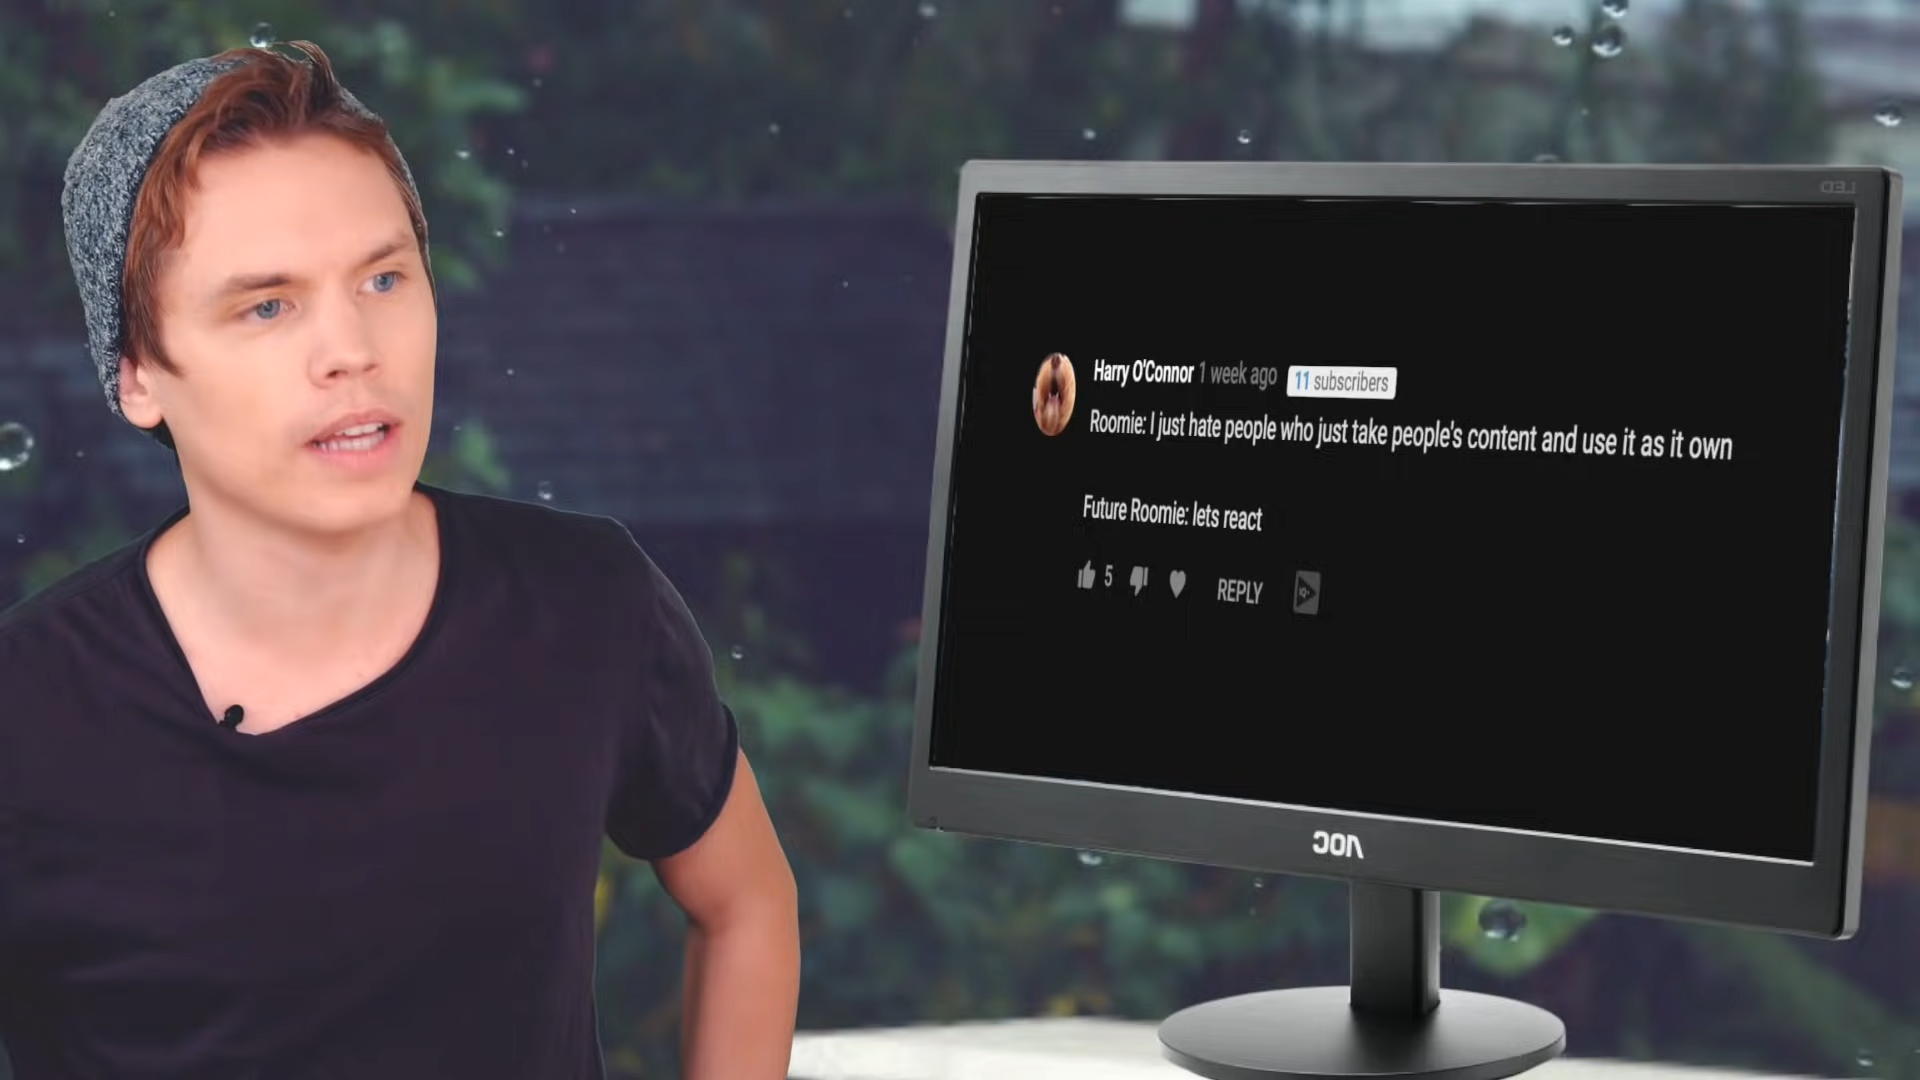 LED
Harry O'Connor 1 week ago 11 subscribers
Roomie: I just hate people who just take people's content and use it as it own
Future Roomie: lets react
5 REPLY
AOC